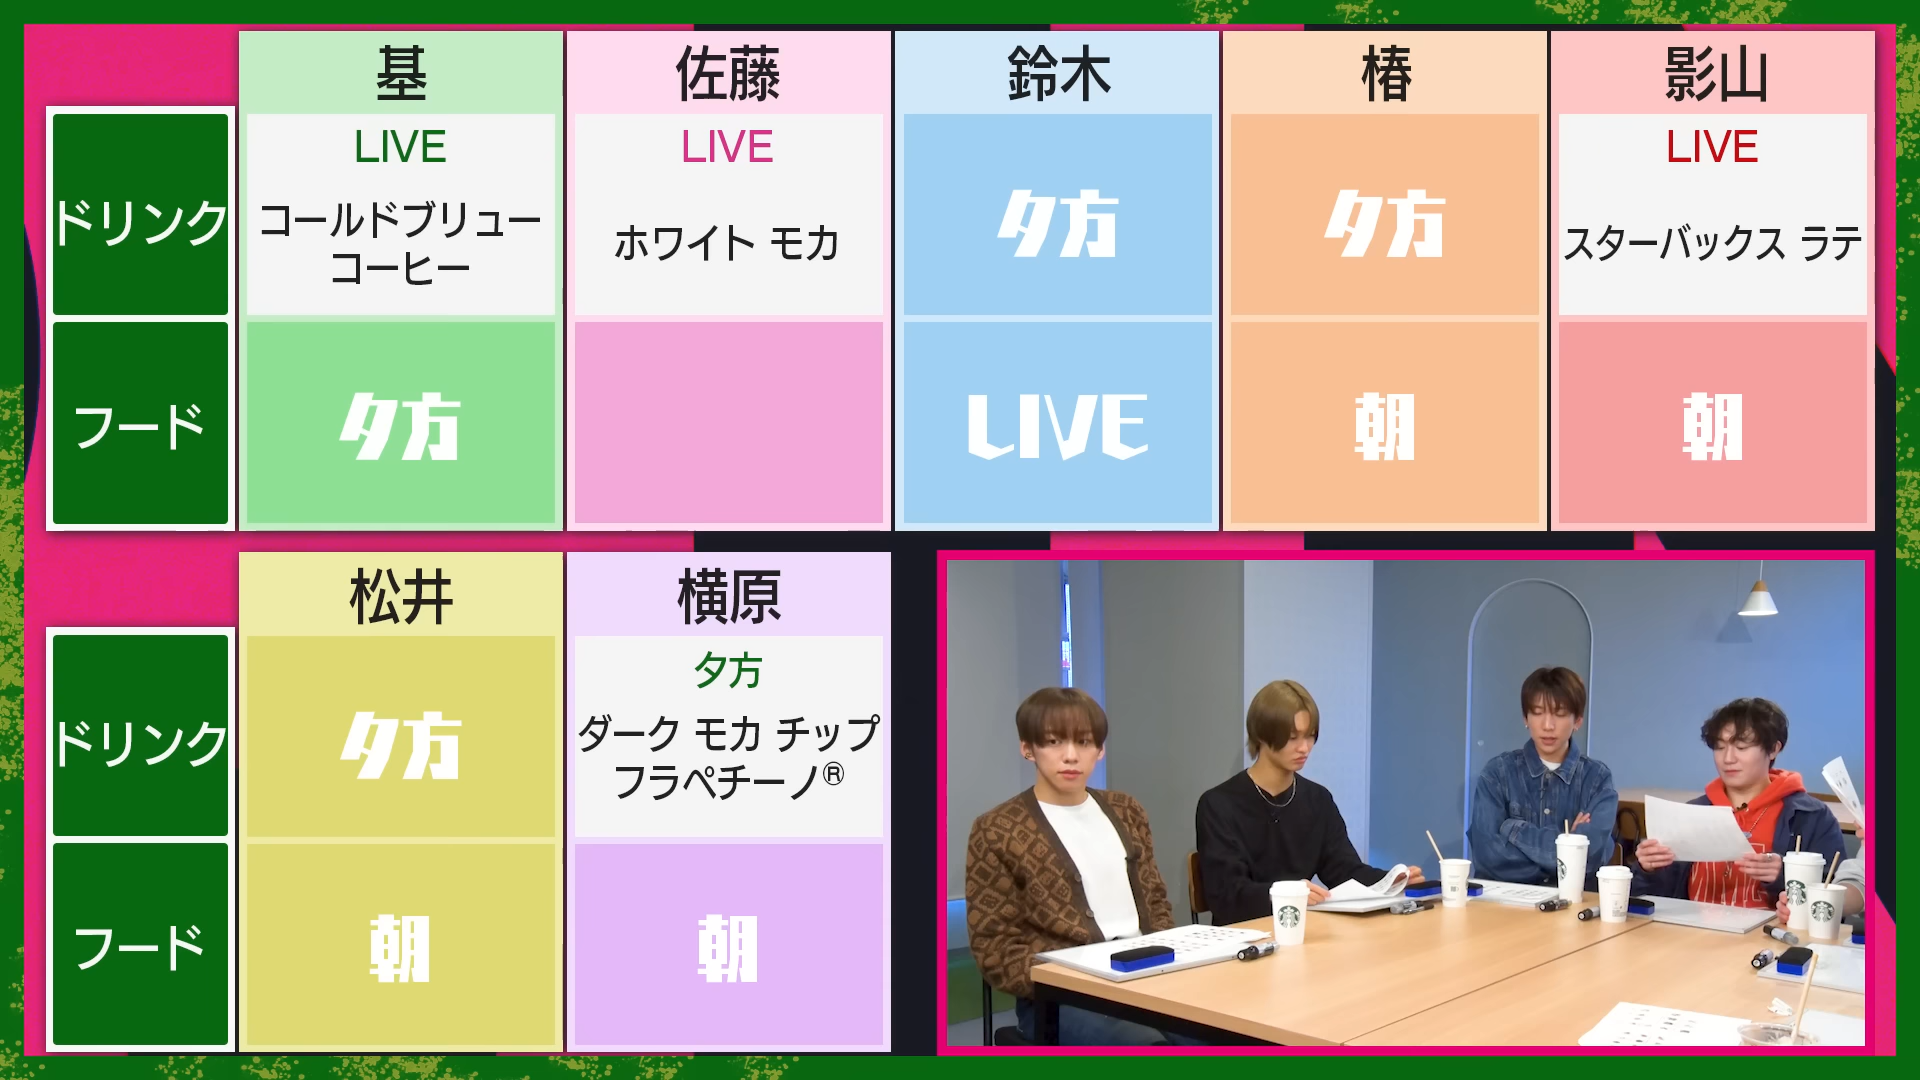 基
佐藤
鈴木
椿
影山
ドリンク
LIVE
コールドブリュー
コーヒー
LIVE
ホワイト モカ
夕方
夕方
LIVE
スターバックス ラテ
フード
夕方
LIVE
朝
朝
松井
横原
ドリンク
夕方
夕方
ダーク モカ チップ
フラペチーノ®
フード
朝
朝